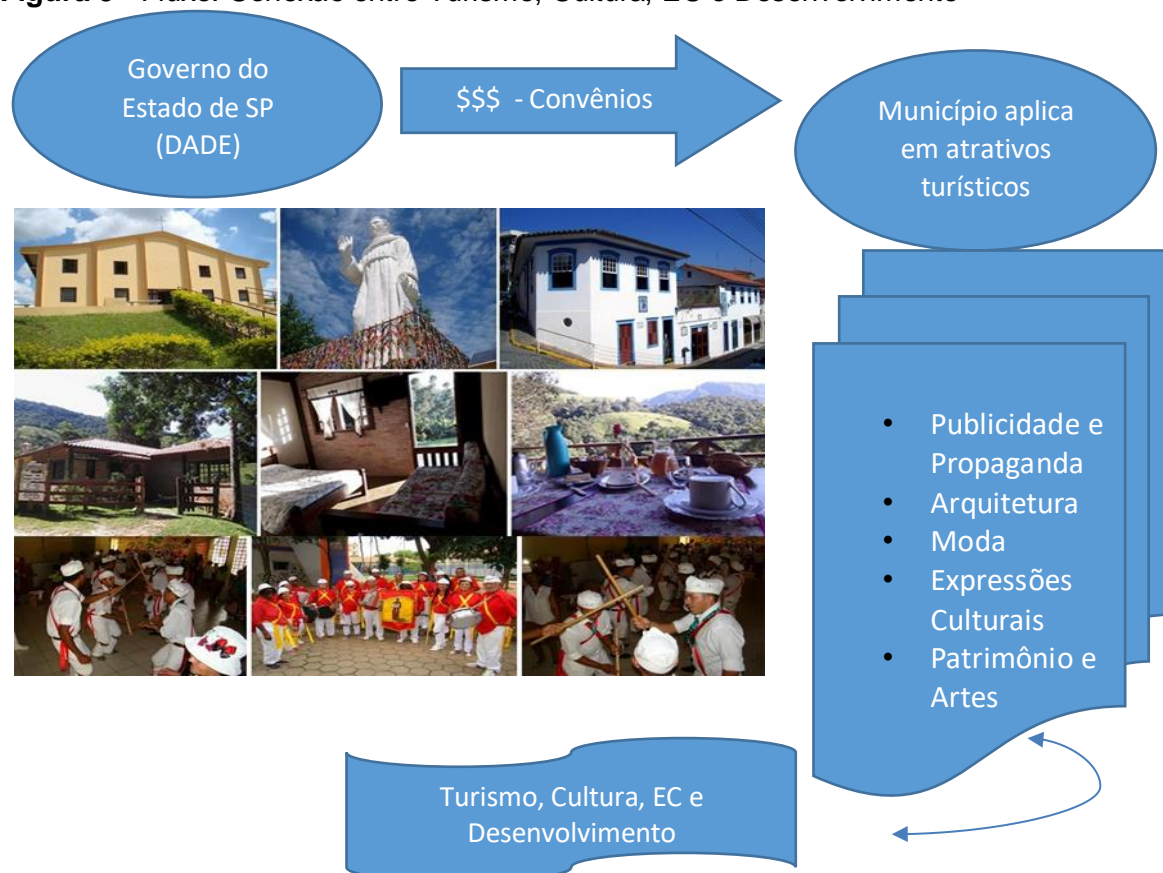 Governo do
Estado de SP
(DADE)
$$$ - Convênios
Município aplica
em atrativos
turísticos
• Publicidade e
Propaganda
• Arquitetura
• Moda
• Expressões
Culturais
• Patrimônio e
Artes
Turismo, Cultura, EC e
Desenvolvimento